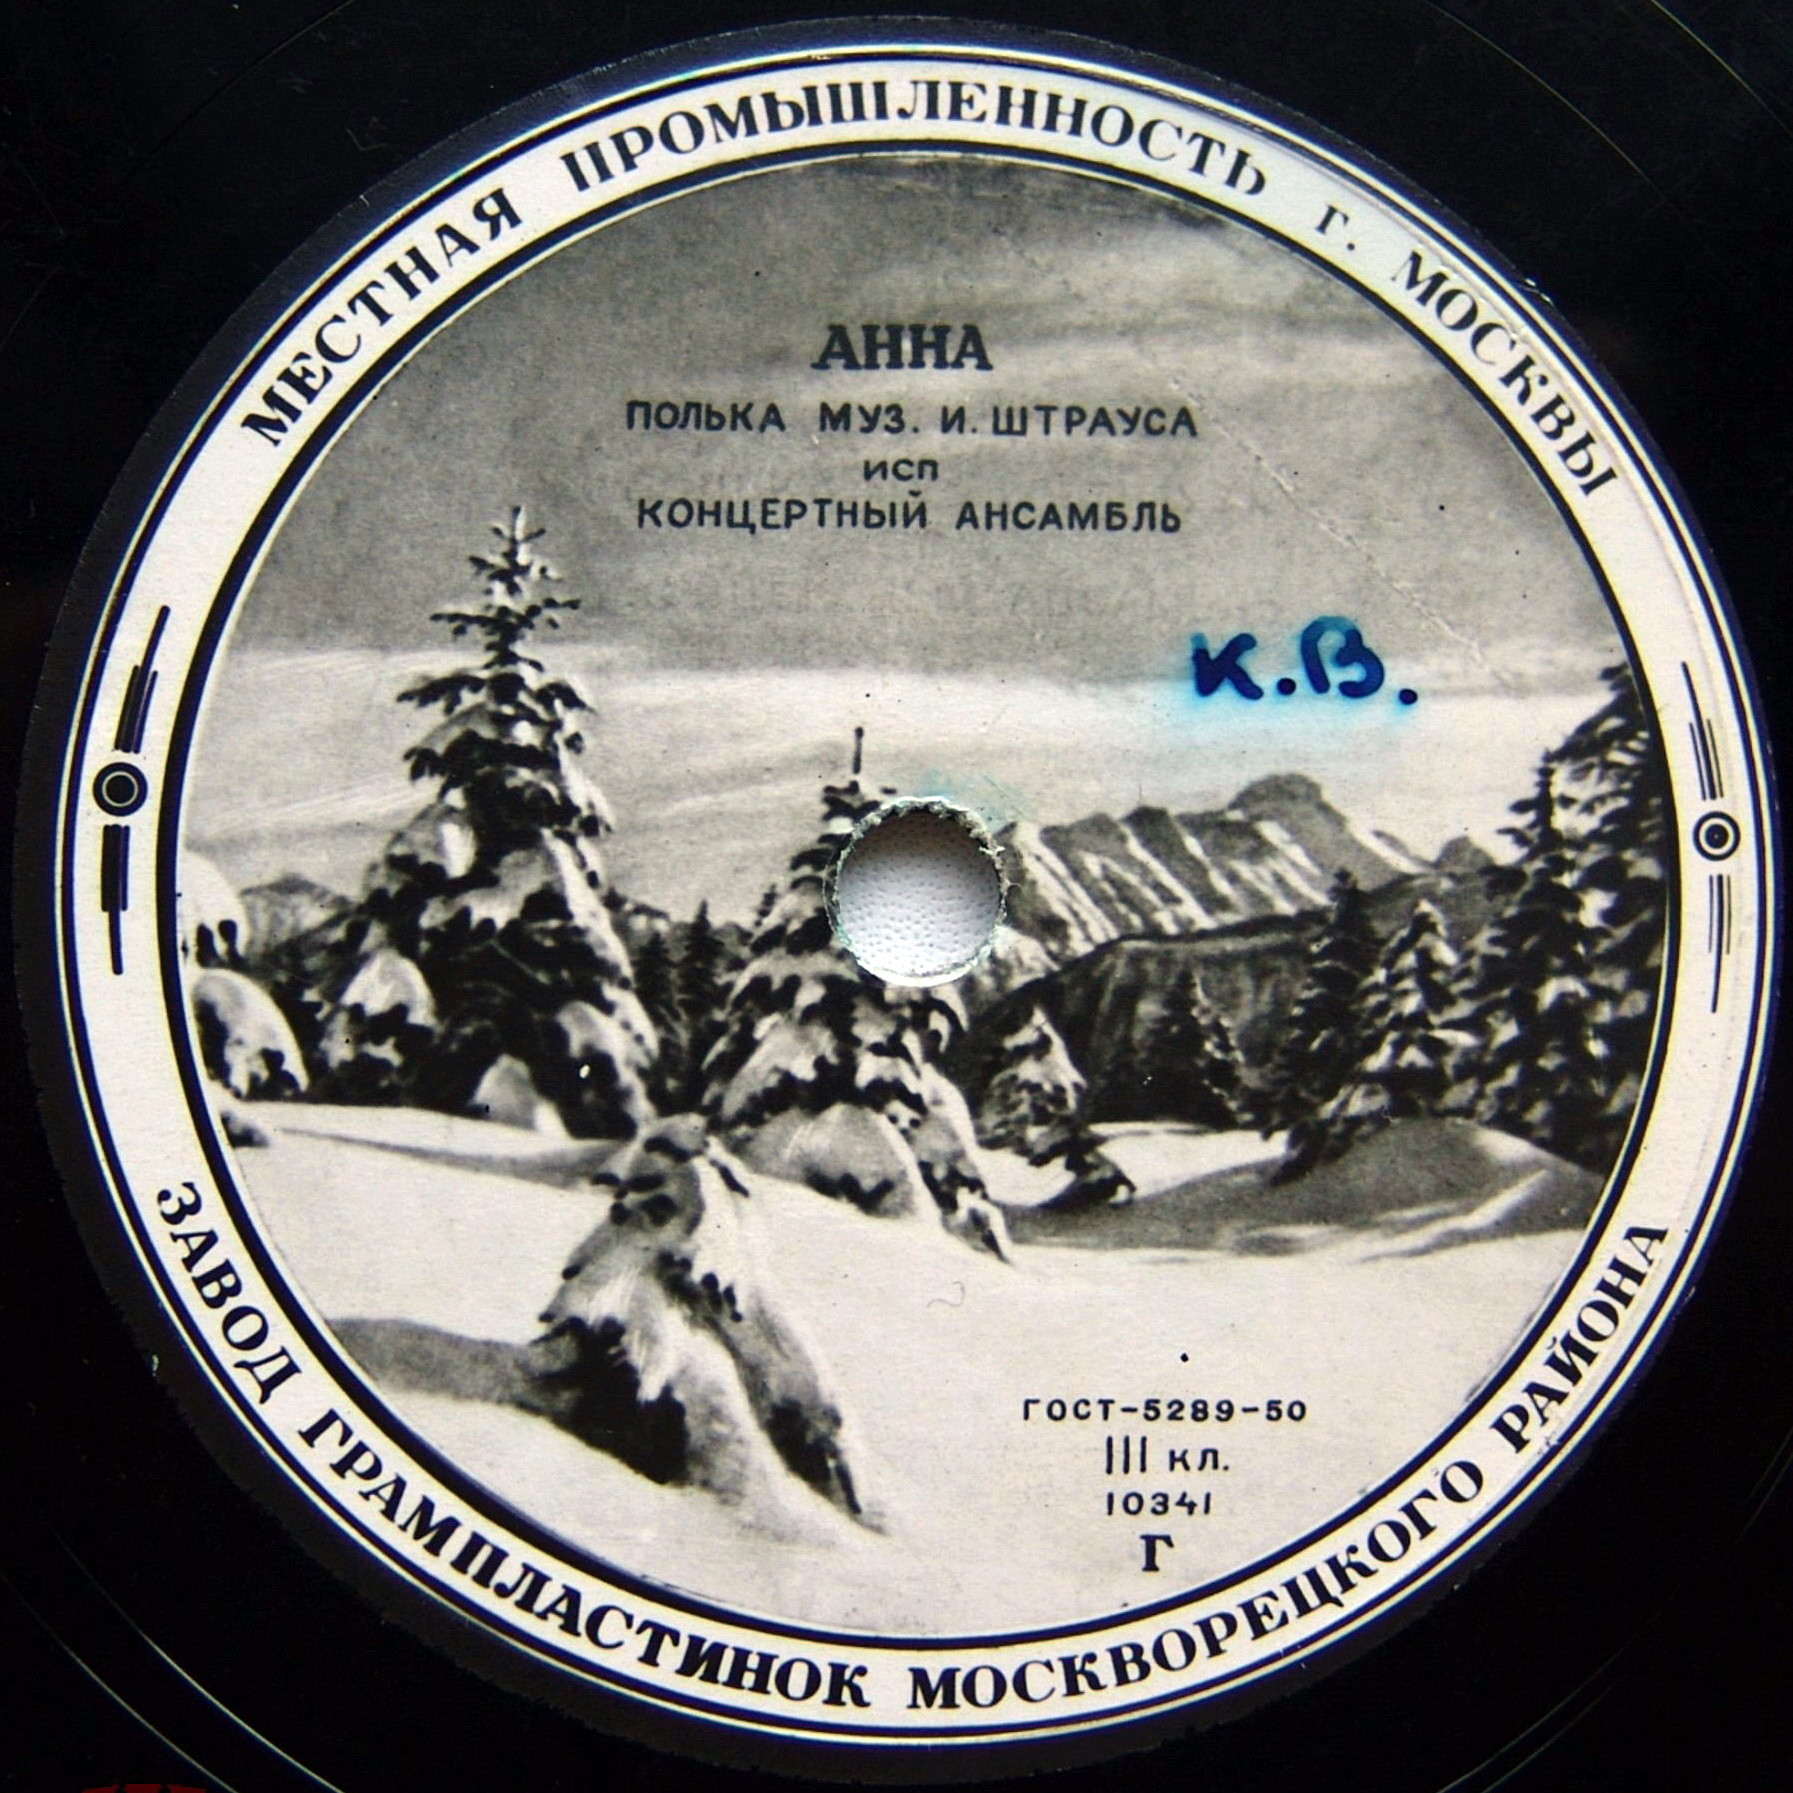 МЕСТНАЯ ПРОМЫШЛЕННОСТЬ г. МОСКВЫ
АННА
ПОЛЬКА МУЗ. И. ШТРАУСА
ИСП
КОНЦЕРТНЫЙ АНСАМБЛЬ
К.В.
ГОСТ-5289-50
III КЛ.
10341
Г
ЗАВОД ГРАМПЛАСТИНОК МОСКВОРЕЦКОГО РАЙОНА